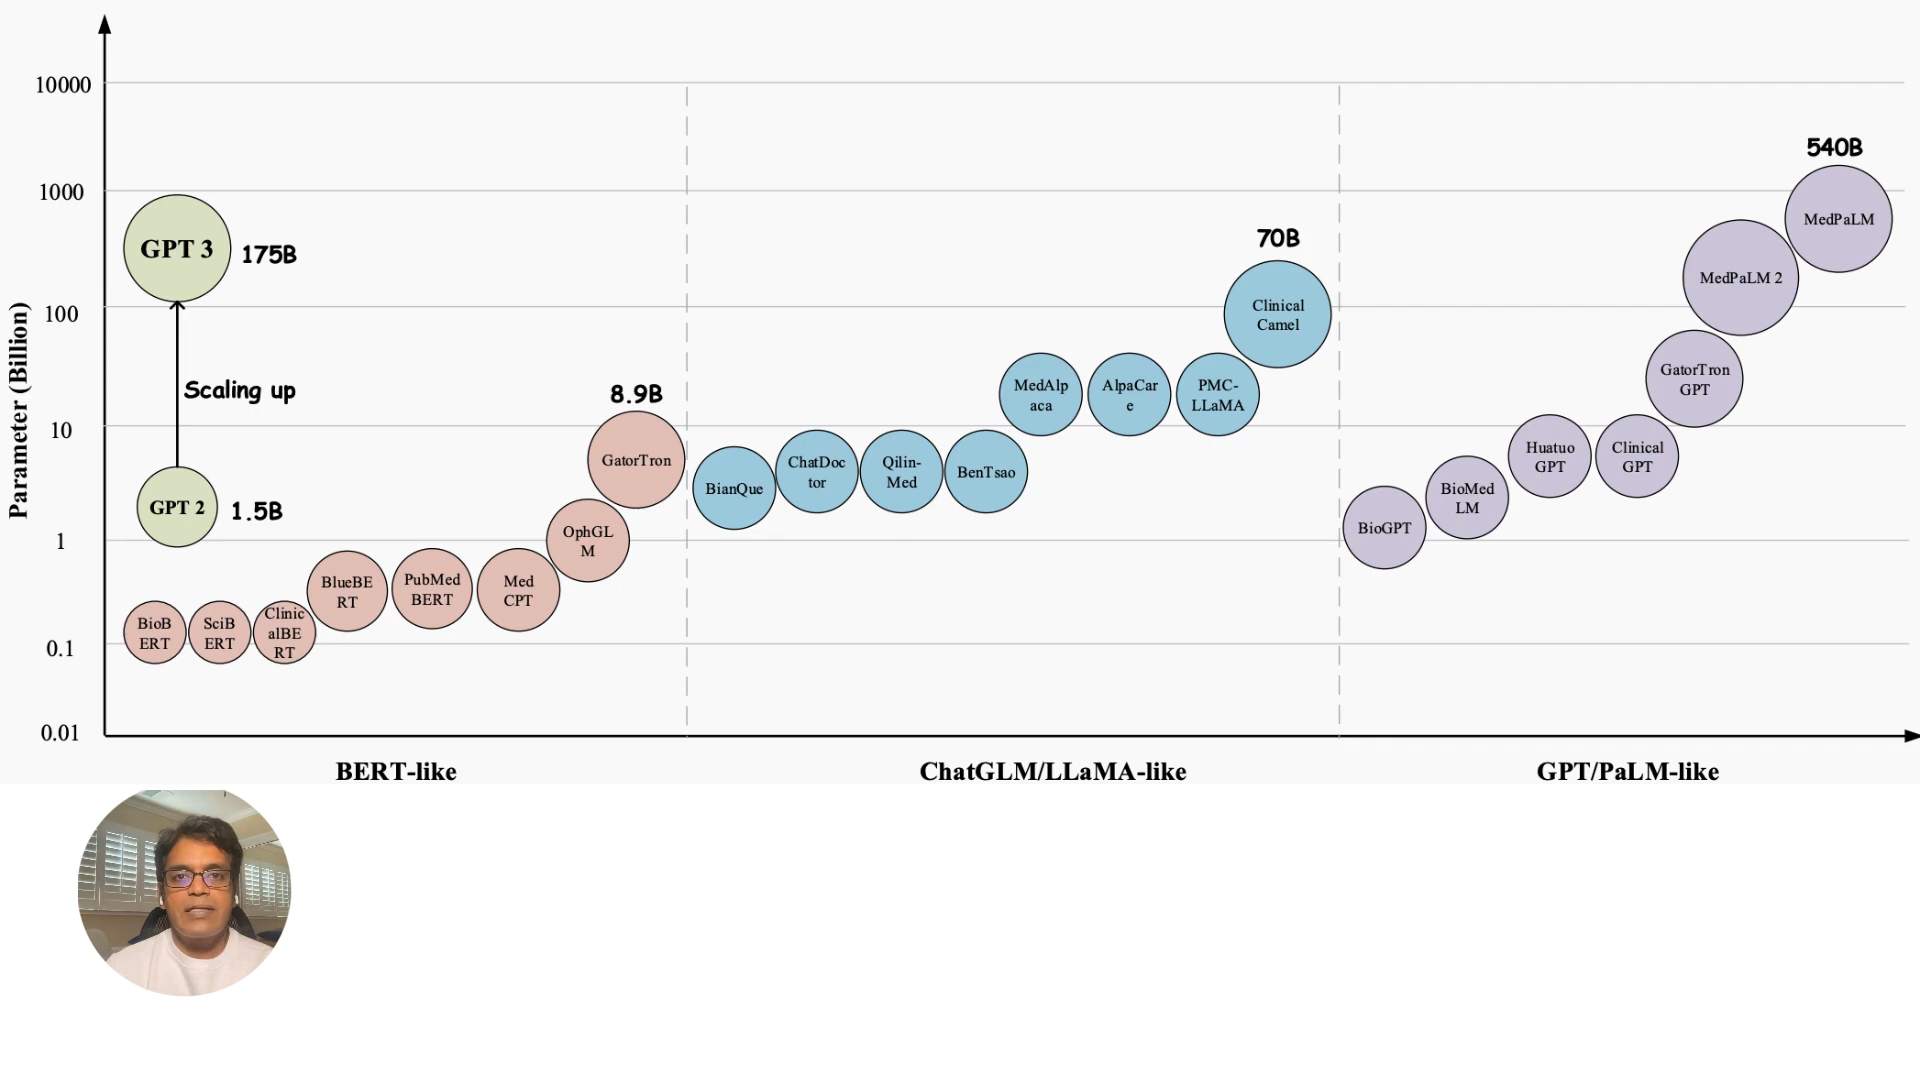 10000
1000
100
10
1
0.1
0.01
Parameter (Billion)
GPT 3
175B
Scaling up
GPT 2
1.5B
BioB
ERT
SciB
ERT
Clinic
alBE
RT
BlueBE
RT
PubMed
BERT
Med
CPT
OphGL
M
8.9B
GatorTron
BianQue
ChatDoc
tor
Qilin-
Med
BenTsao
MedAlp
aca
AlpaCar
e
PMC-
LLaMA
70B
Clinical
Camel
BioGPT
BioMed
LM
Huatuo
GPT
Clinical
GPT
GatorTron
GPT
MedPaLM 2
540B
MedPaLM
BERT-like
ChatGLM/LLaMA-like
GPT/PaLM-like